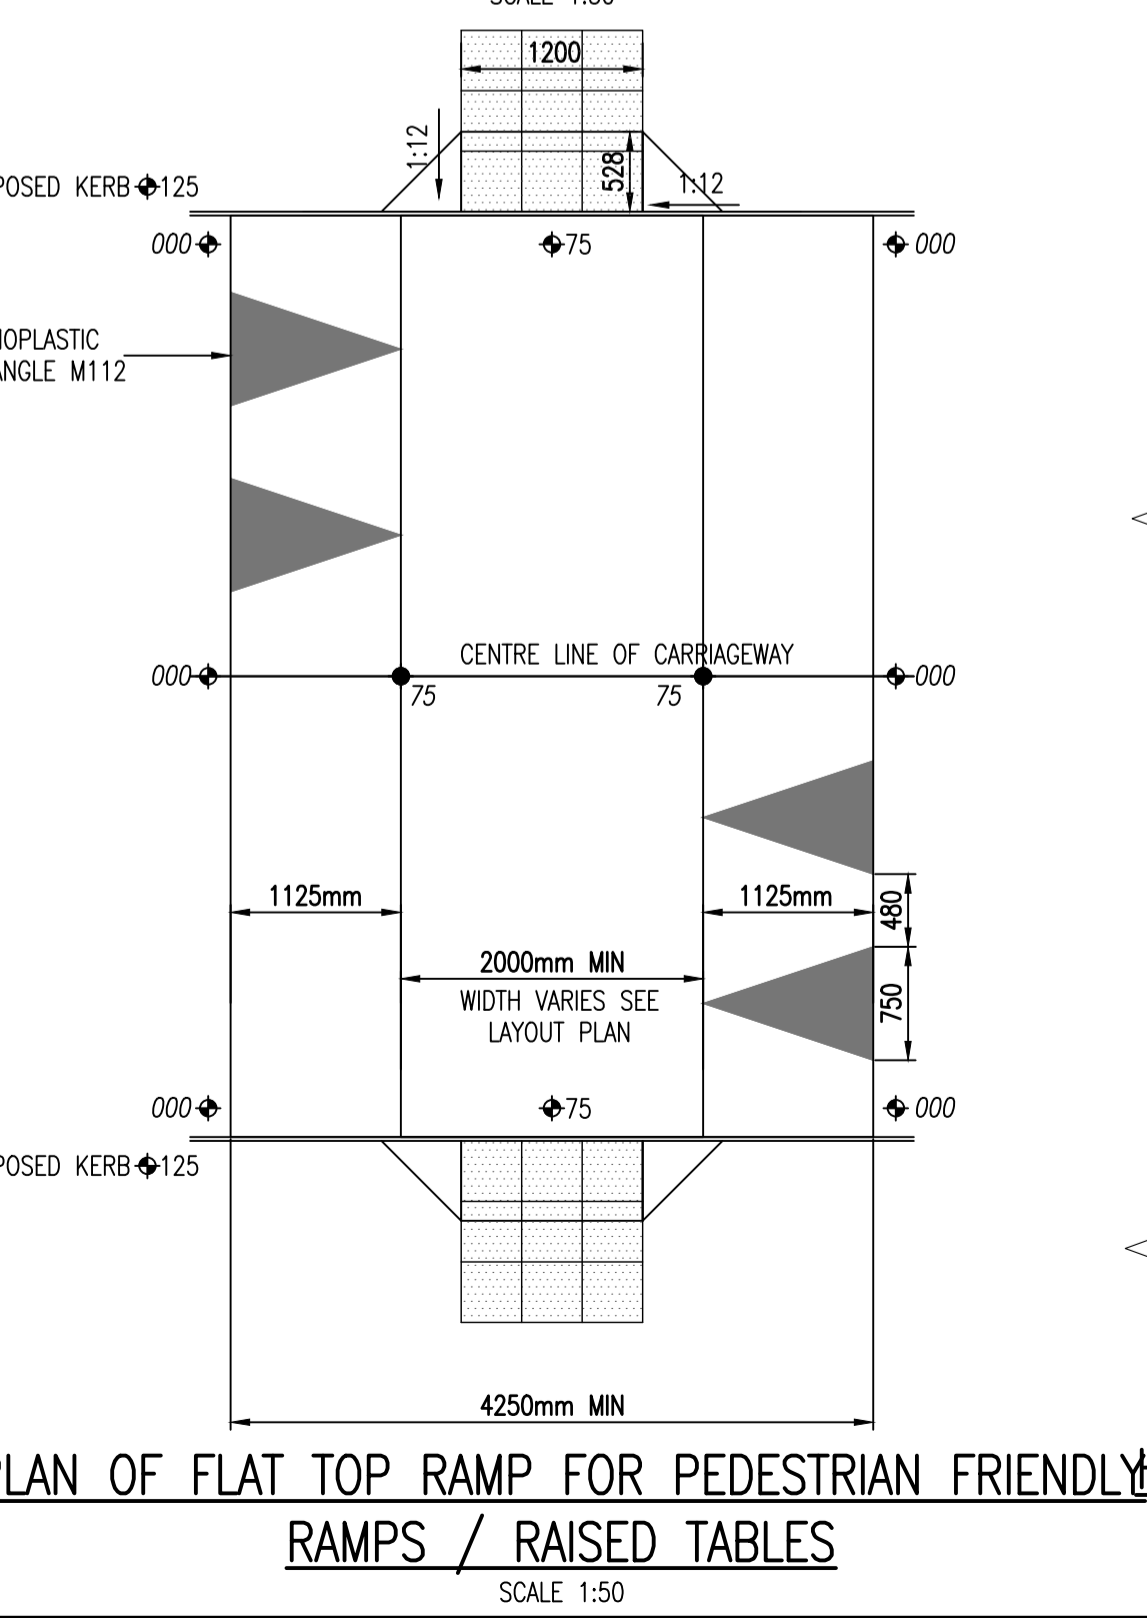 1200
1:12
528
1:12
POSED KERB 125
000 75 000
ANGLE M112
CENTRE LINE OF CARRIAGEWAY
000 75 75 000
1125mm 1125mm
480
2000mm MIN
WIDTH VARIES SEE
LAYOUT PLAN
750
000 75 000
POSED KERB 125
4250mm MIN
PLAN OF FLAT TOP RAMP FOR PEDESTRIAN FRIENDLY
RAMPS / RAISED TABLES
SCALE 1:50